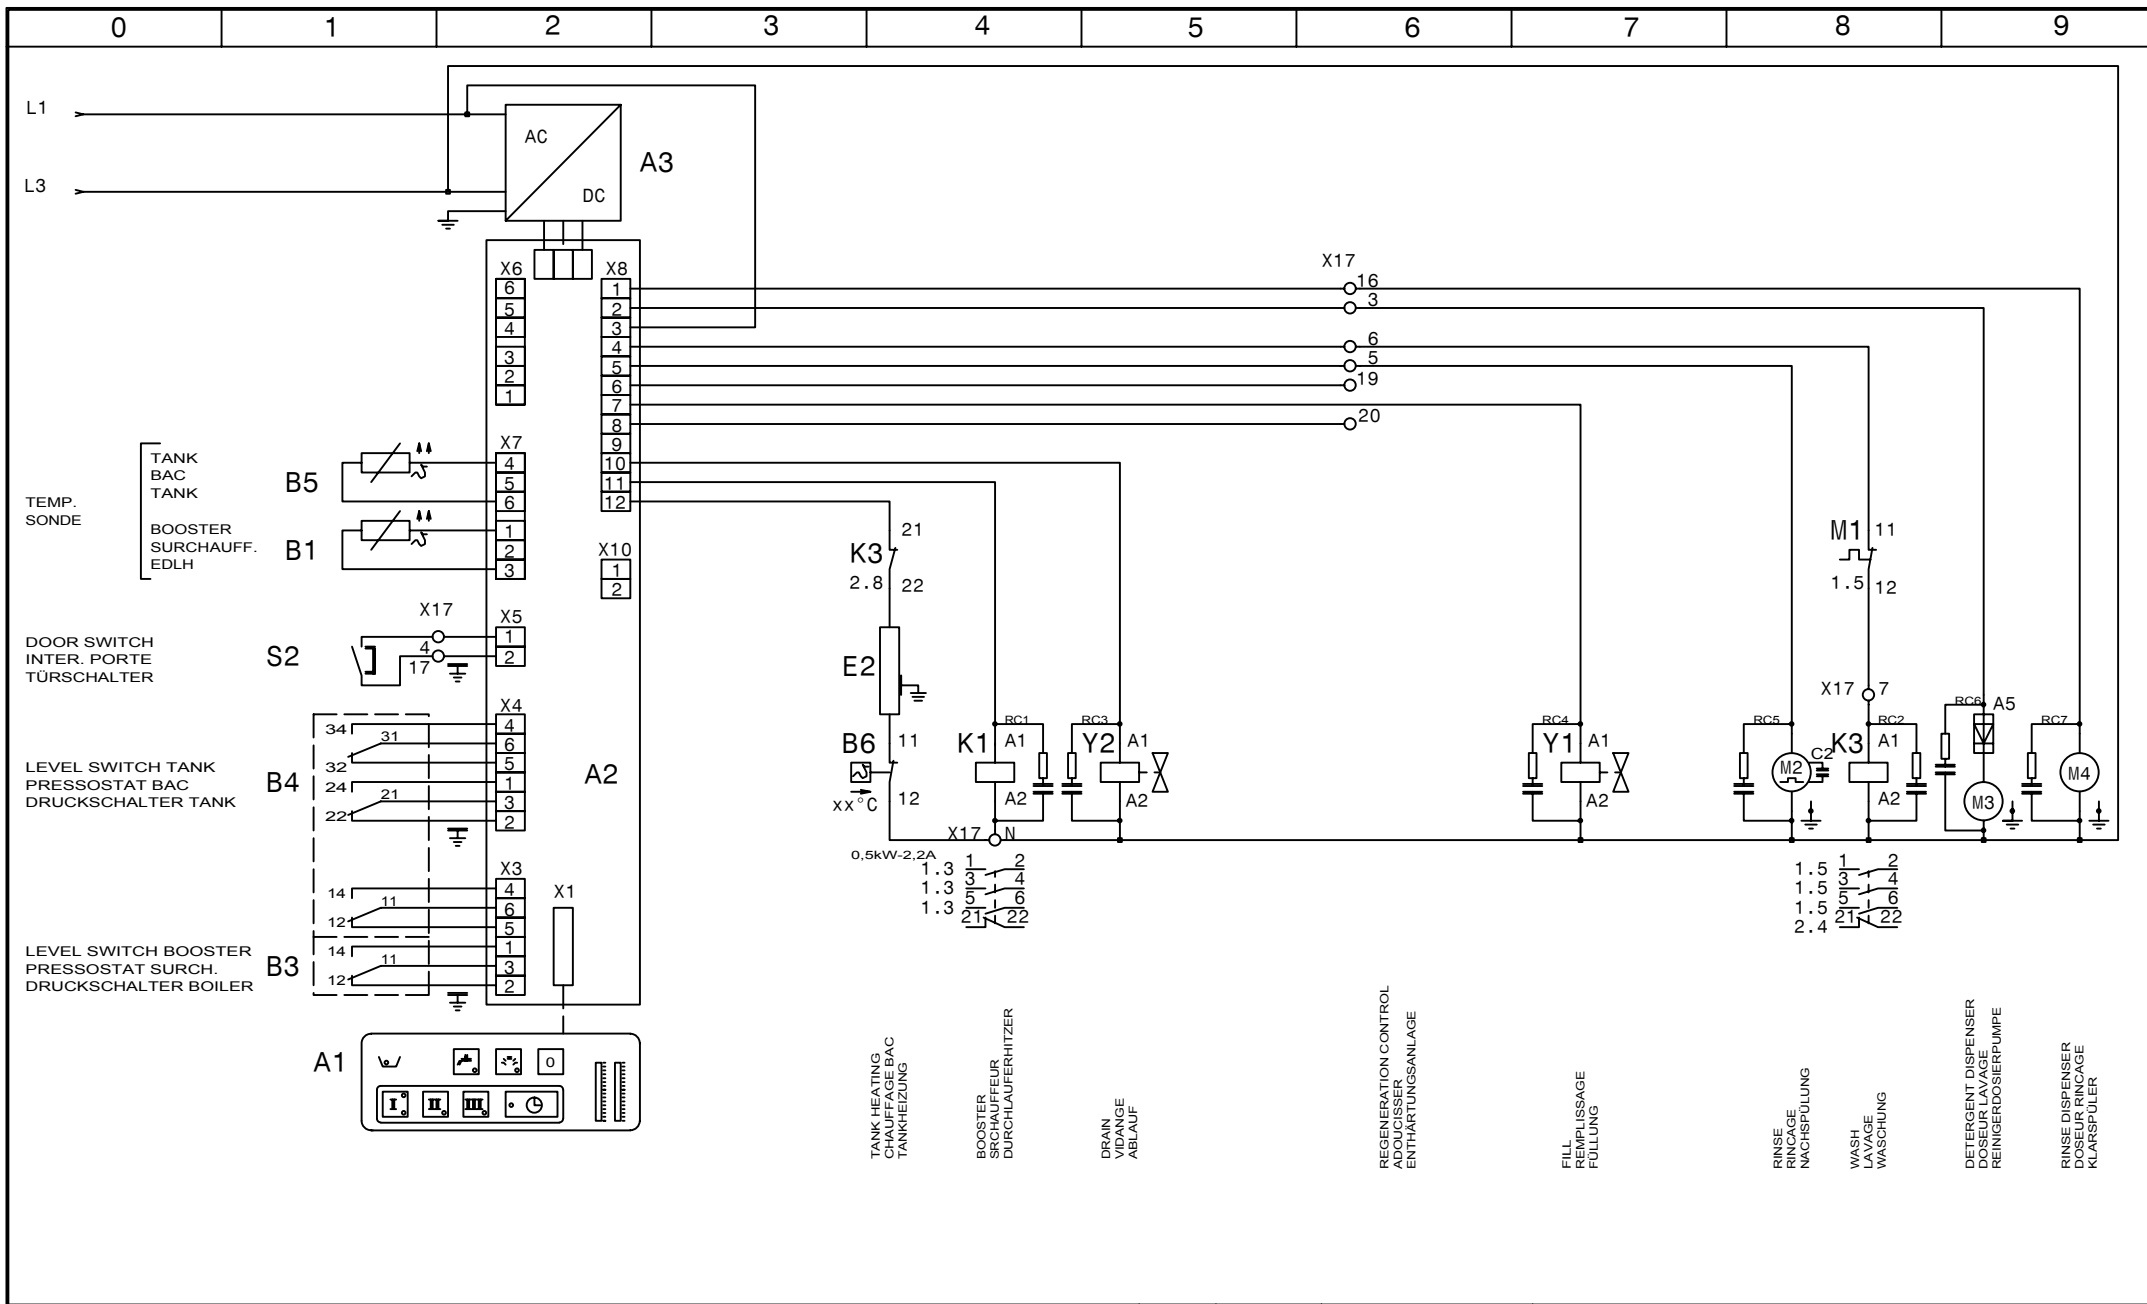 0 1 2 3 4 5 6 7 8 9
L1
AC
DC
A3
L3
X6
6
5
4
3
2
1
X8
1
2
3
4
5
6
7
8
9
10
11
12
X17
16
3
6
5
19
20
TEMP.
SONDE
TANK
BAC
TANK
BOOSTER
SURCHAUFF.
EDLH
B5
B1
X7
4
5
6
1
2
3
X10
1
2
DOOR SWITCH
INTER. PORTE
TÜRSCHALTER
S2
X17
4
17
X5
1
2
LEVEL SWITCH TANK
PRESSOSTAT BAC
DRUCKSCHALTER TANK
B4
34
31
32
24
21
22
X4
4
6
5
1
3
2
A2
14
11
12
X3
4
6
5
1
3
2
X1
LEVEL SWITCH BOOSTER
PRESSOSTAT SURCH.
DRUCKSCHALTER BOILER
B3
14
11
12
A1
0
I
II
III
K3
2.8
21
22
E2
B6
11
12
xx°C
0,5kW-2,2A
K1
A1
A2
RC1
X17
N
1.3 1 2
1.3 3 4
1.3 5 6
21 22
RC3
Y2
A1
A2
RC4
Y1
A1
A2
RC5
M2
C2
M1
11
1.5
12
X17
7
K3
RC2
A1
A2
1.5 1 2
1.5 3 4
1.5 5 6
2.4 21 22
RC6
A5
M3
RC7
M4
TANK HEATING
CHAUFFAGE BAC
TANKHEIZUNG
BOOSTER
SRCHAUFFEUR
DURCHLAUFERHITZER
DRAIN
VIDANGE
ABLAUF
REGENERATION CONTROL
ADOUCISSER
ENTHÄRTUNGSANLAGE
FILL
REMPLISSAGE
FÜLLUNG
RINSE
RINCAGE
NACHSPÜLUNG
WASH
LAVAGE
WASCHUNG
DETERGENT DISPENSER
DOSEUR LAVAGE
REINIGERDOSIERPUMPE
RINSE DISPENSER
DOSEUR RINCAGE
KLARSPÜLER